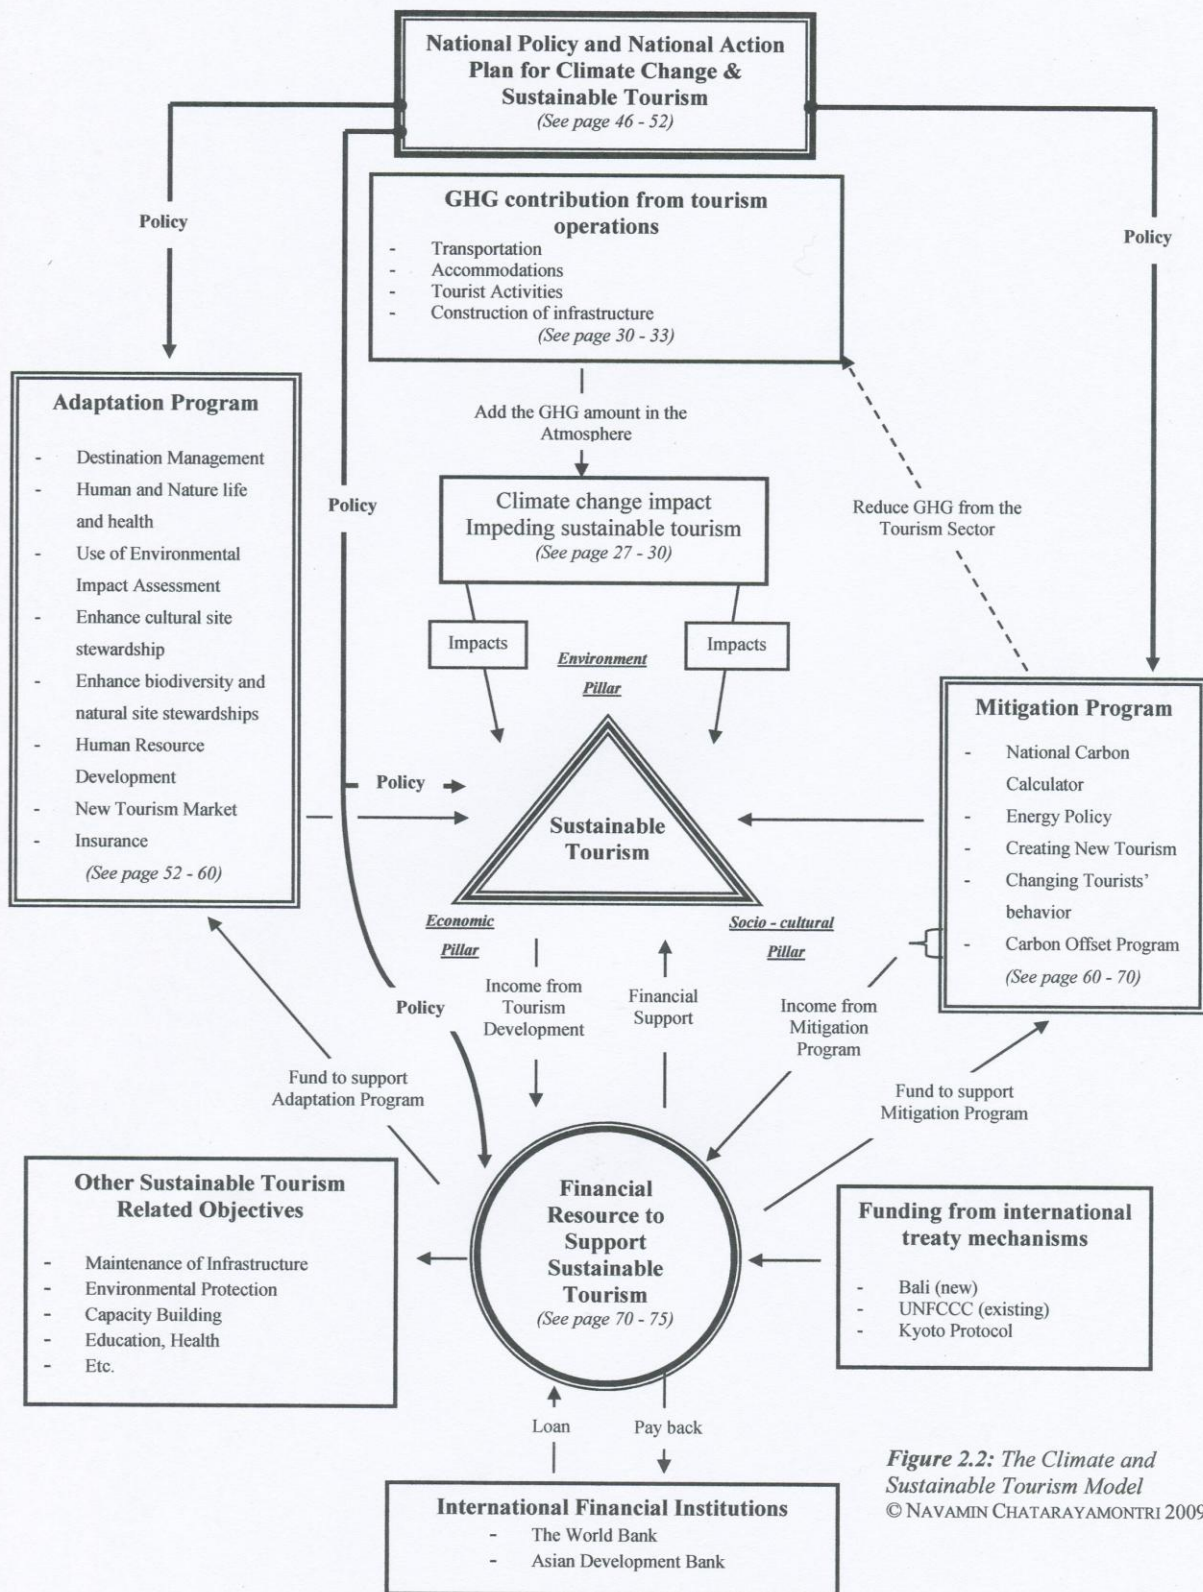 National Policy and National Action
Plan for Climate Change &
Sustainable Tourism
(See page 46 - 52)
GHG contribution from tourism
operations
- Transportation
- Accommodations
- Tourist Activities
- Construction of infrastructure
(See page 30 - 33)
Policy
Policy
Policy
Add the GHG amount in the
Atmosphere
Climate change impact
Impeding sustainable tourism
(See page 27 - 30)
Reduce GHG from the
Tourism Sector
Impacts
Impacts
Adaptation Program
- Destination Management
- Human and Nature life
and health
- Use of Environmental
Impact Assessment
- Enhance cultural site
stewardship
- Enhance biodiversity and
natural site stewardships
- Human Resource
Development
- New Tourism Market
- Insurance
(See page 52 - 60)
Environment
Pillar
Policy
Sustainable
Tourism
Economic
Pillar
Socio - cultural
Pillar
Mitigation Program
- National Carbon
Calculator
- Energy Policy
- Creating New Tourism
- Changing Tourists'
behavior
- Carbon Offset Program
(See page 60 - 70)
Policy
Income from
Tourism
Development
Financial
Support
Income from
Mitigation
Program
Fund to support
Adaptation Program
Fund to support
Mitigation Program
Other Sustainable Tourism
Related Objectives
- Maintenance of Infrastructure
- Environmental Protection
- Capacity Building
- Education, Health
- Etc.
Financial
Resource to
Support
Sustainable
Tourism
(See page 70 - 75)
Funding from international
treaty mechanisms
- Bali (new)
- UNFCCC (existing)
- Kyoto Protocol
Loan
Pay back
International Financial Institutions
- The World Bank
- Asian Development Bank
Figure 2.2: The Climate and
Sustainable Tourism Model
© NAVAMIN CHATARAYAMONTRI 2009